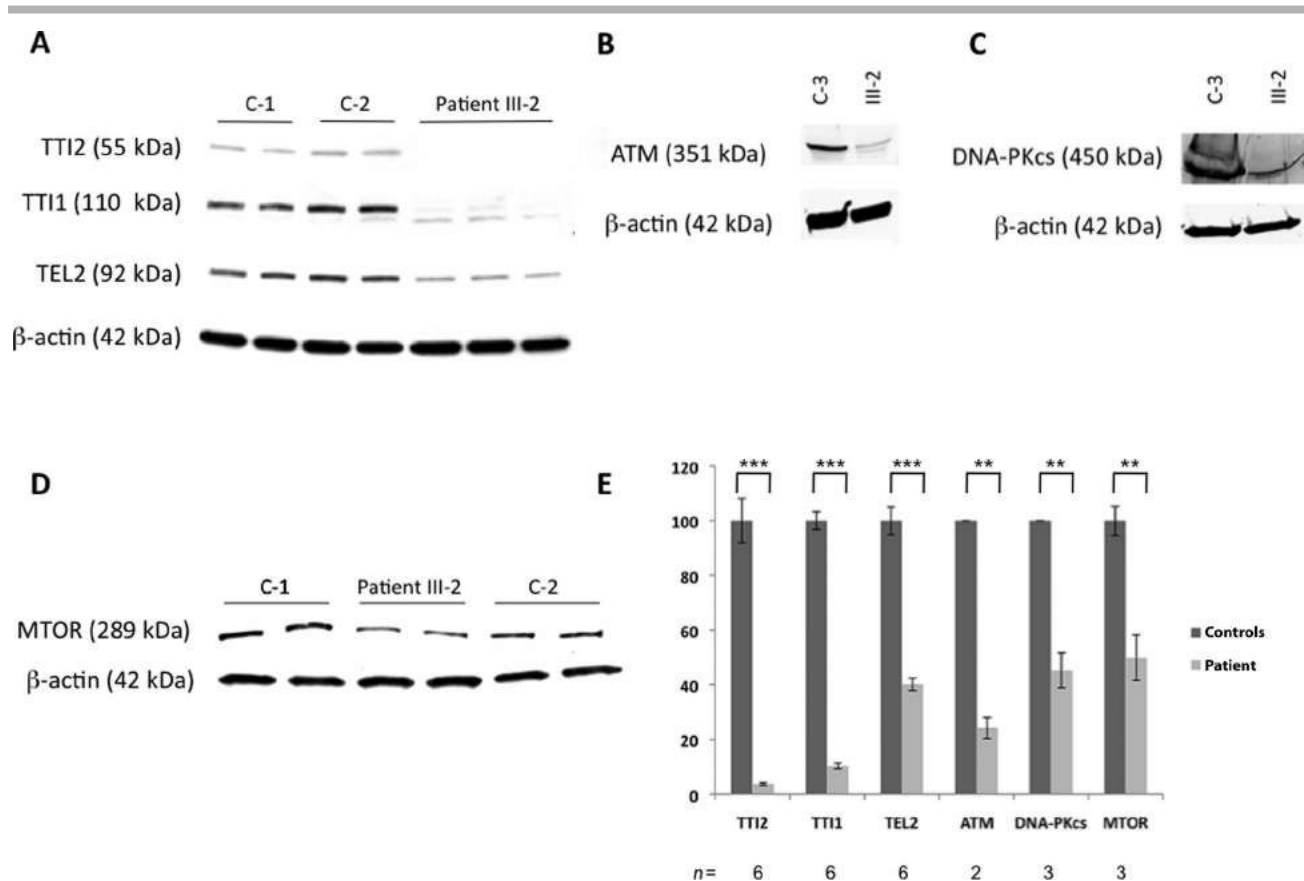 A
C-1 C-2 Patient III-2
TTI2 (55 kDa)
TTI1 (110 kDa)
TEL2 (92 kDa)
β-actin (42 kDa)
B
C-3 III-2
ATM (351 kDa)
β-actin (42 kDa)
C
C-3 III-2
DNA-PKcs (450 kDa)
β-actin (42 kDa)
D
C-1 Patient III-2 C-2
MTOR (289 kDa)
β-actin (42 kDa)
E
*** *** *** ** ** **
120
100
80
60
40
20
0
TTI2 TTI1 TEL2 ATM DNA-PKcs MTOR
n= 6 6 6 2 3 3
Controls
Patient